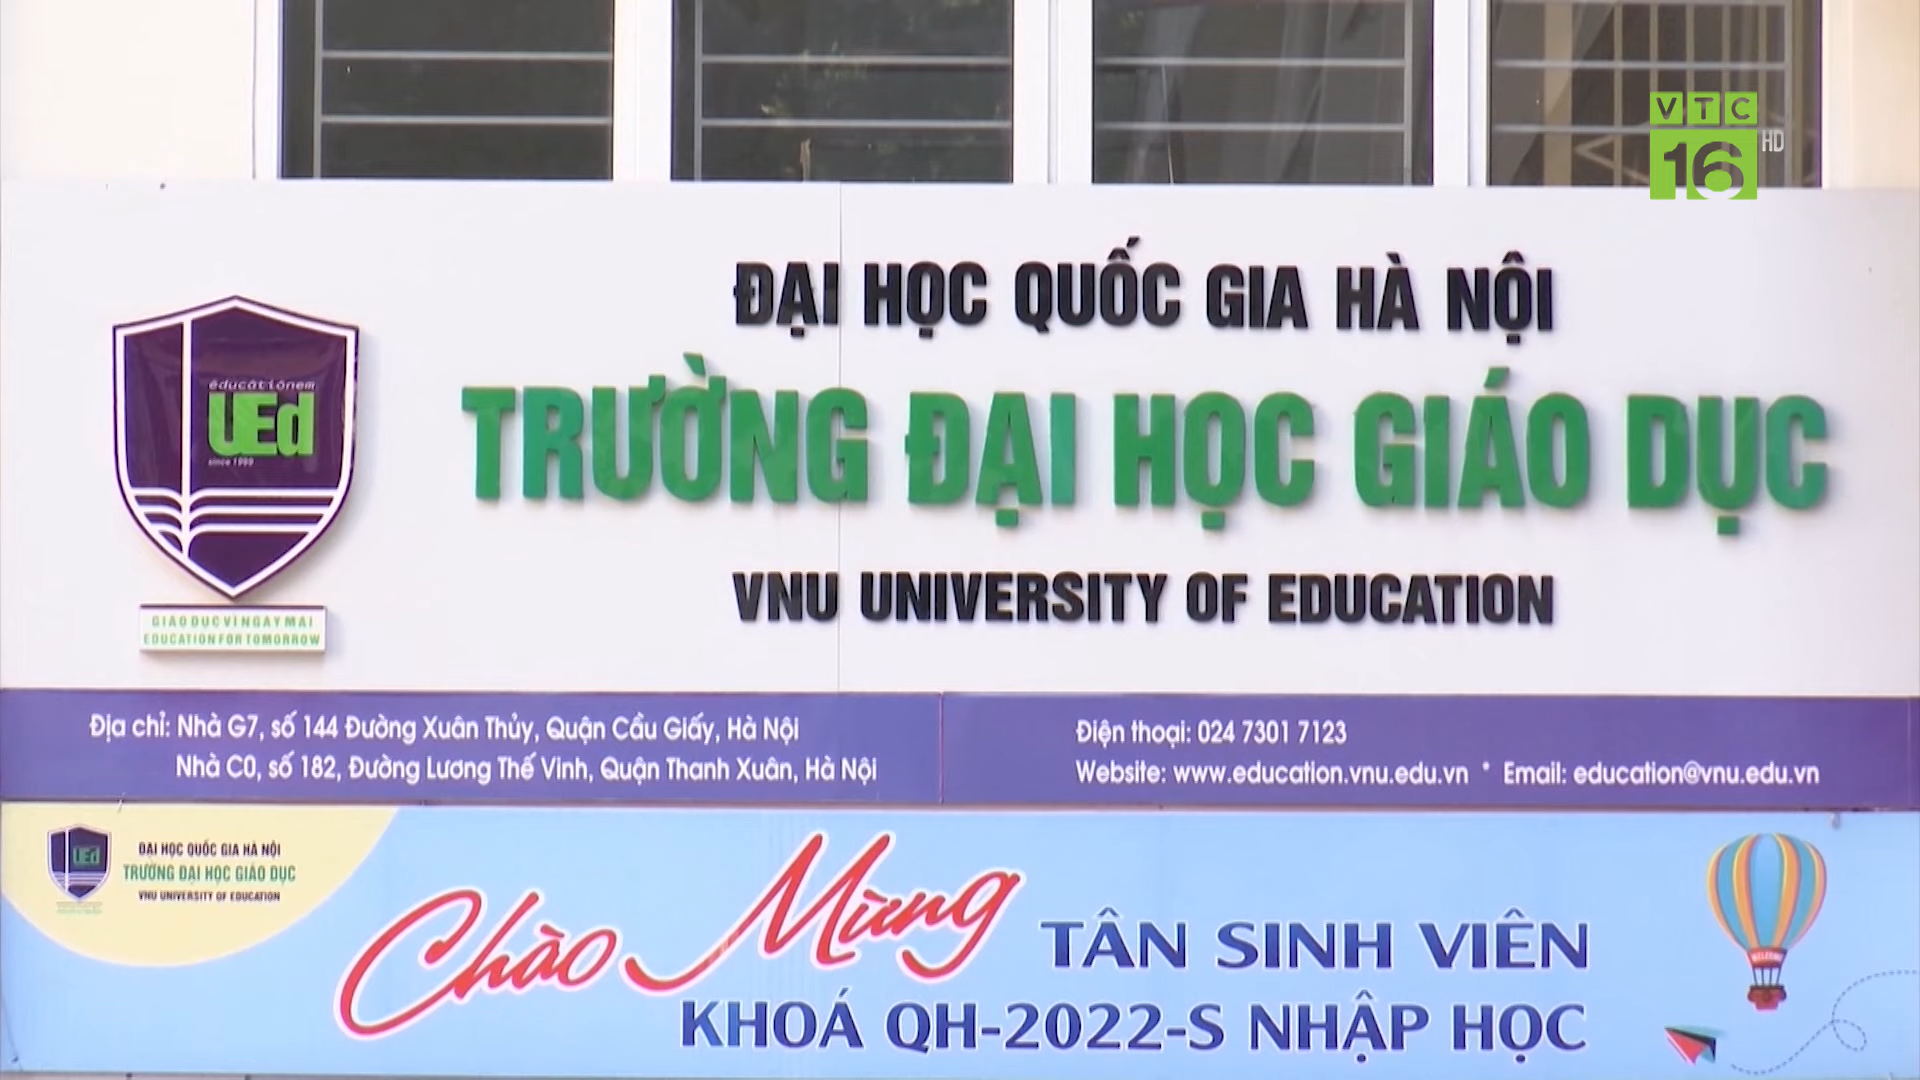 VTC
16 HD
ĐẠI HỌC QUỐC GIA HÀ NỘI
TRƯỜNG ĐẠI HỌC GIÁO DỤC
VNU UNIVERSITY OF EDUCATION
éducatiônem
UEd
since 1999
GIÁO DỤC VÌ NGÀY MAI
EDUCATION FOR TOMORROW
Địa chỉ: Nhà G7, số 144 Đường Xuân Thủy, Quận Cầu Giấy, Hà Nội
Nhà C0, số 182, Đường Lương Thế Vinh, Quận Thanh Xuân, Hà Nội
Điện thoại: 024 7301 7123
Website: www.education.vnu.edu.vn * Email: education@vnu.edu.vn
UEd
ĐẠI HỌC QUỐC GIA HÀ NỘI
TRƯỜNG ĐẠI HỌC GIÁO DỤC
VNU UNIVERSITY OF EDUCATION
Chào Mừng TÂN SINH VIÊN
KHOÁ QH-2022-S NHẬP HỌC
WELCOME